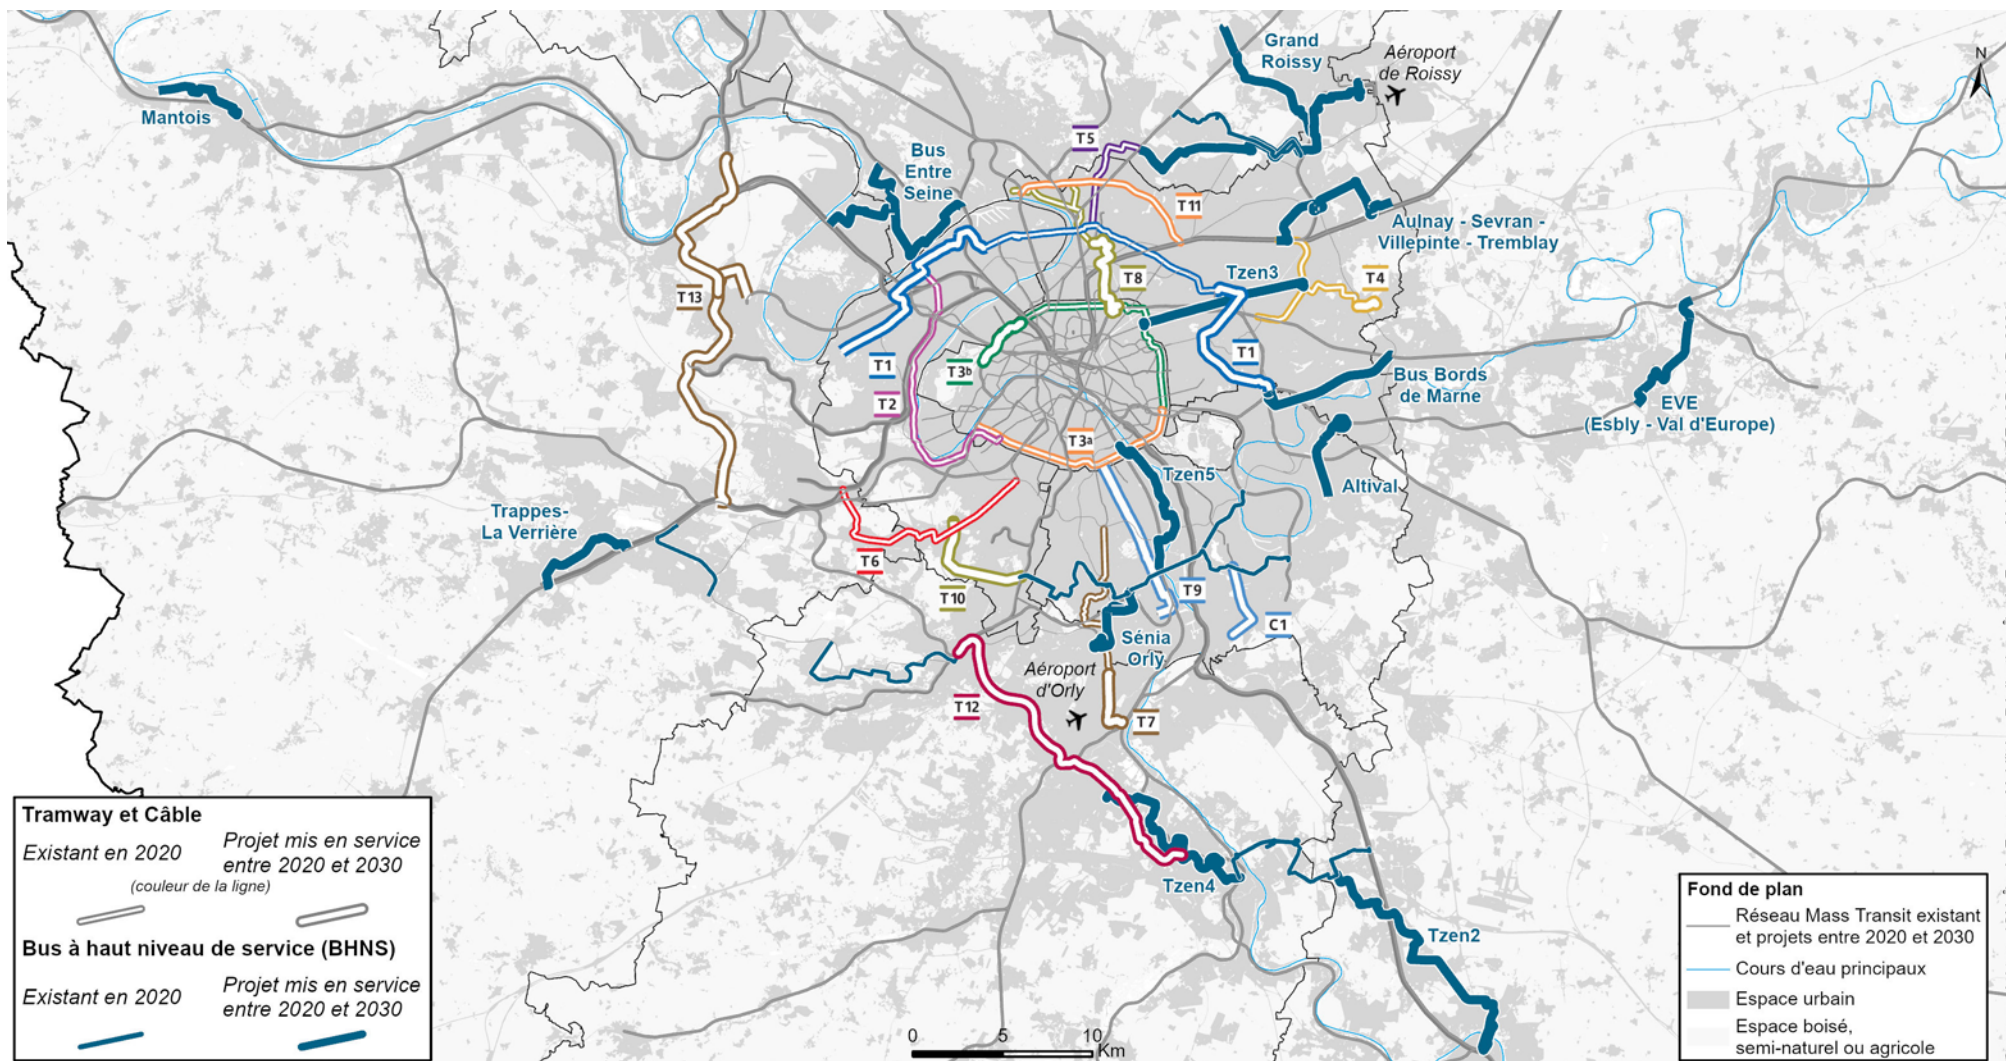 Mantois
Bus
Entre
Seine
Grand
Roissy
Aéroport
de Roissy
N
T5
T11
Aulnay - Sevran -
Villepinte - Tremblay
T13
T8
Tzen3
T4
T1
T3b
T1
T2
Bus Bords
de Marne
EVE
(Esbly - Val d'Europe)
T3a
Tzen5
Altival
Trappes-
La Verrière
T6
T10
T9
C1
Sénia
Orly
Aéroport
d'Orly
T12
T7
Tzen4
Tzen2
Tramway et Câble
Existant en 2020
Projet mis en service
entre 2020 et 2030
(couleur de la ligne)
Bus à haut niveau de service (BHNS)
Existant en 2020
Projet mis en service
entre 2020 et 2030
0 5 10
Km
Fond de plan
Réseau Mass Transit existant
et projets entre 2020 et 2030
Cours d'eau principaux
Espace urbain
Espace boisé,
semi-naturel ou agricole